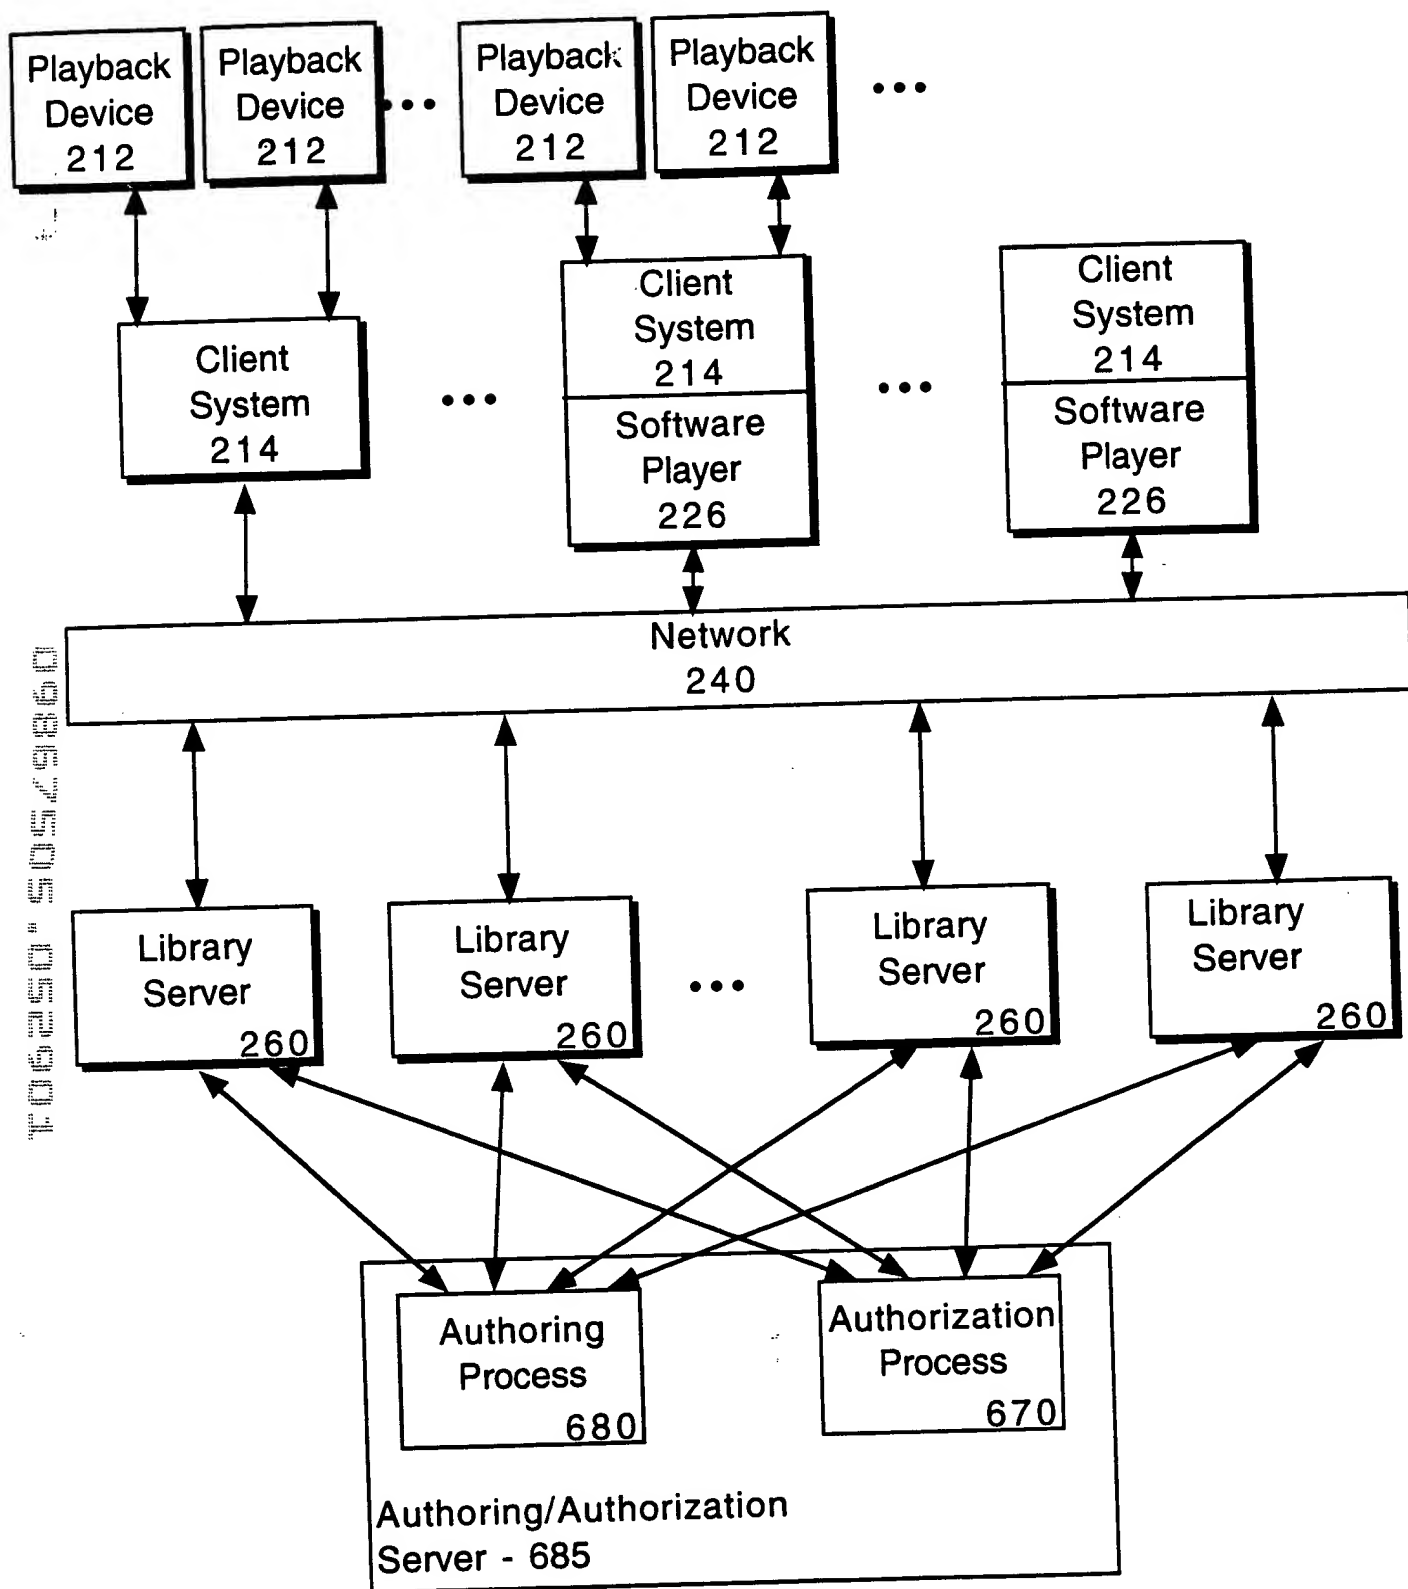 Playback
Device
212
Playback
Device
212
•••
Playback
Device
212
Playback
Device
212
•••
Client
System
214
•••
Client
System
214
Software
Player
226
•••
Client
System
214
Software
Player
226
Network
240
Library
Server
260
Library
Server
260
•••
Library
Server
260
Library
Server
260
Authoring
Process
680
Authorization
Process
670
Authoring/Authorization
Server - 685